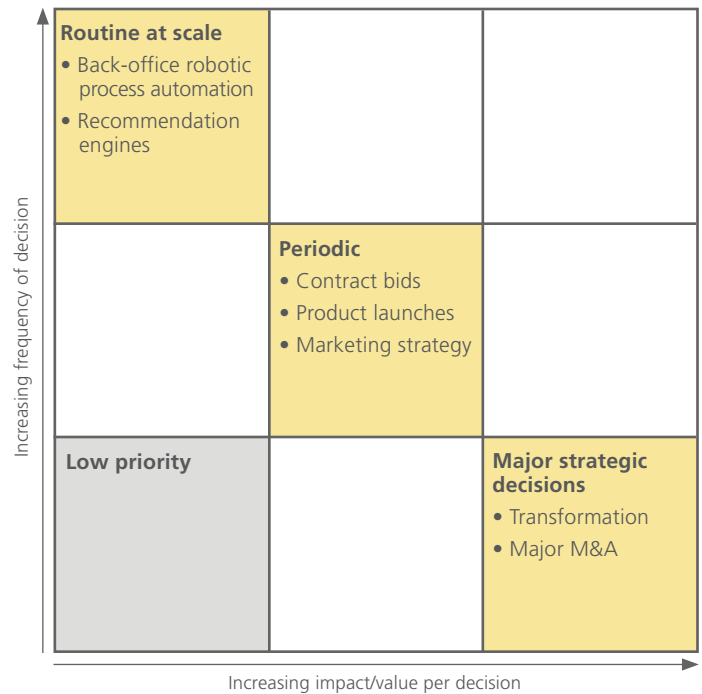 Routine at scale
• Back-office robotic
process automation
• Recommendation
engines
Increasing frequency of decision
Periodic
• Contract bids
• Product launches
• Marketing strategy
Low priority
Major strategic
decisions
• Transformation
• Major M&A
Increasing impact/value per decision